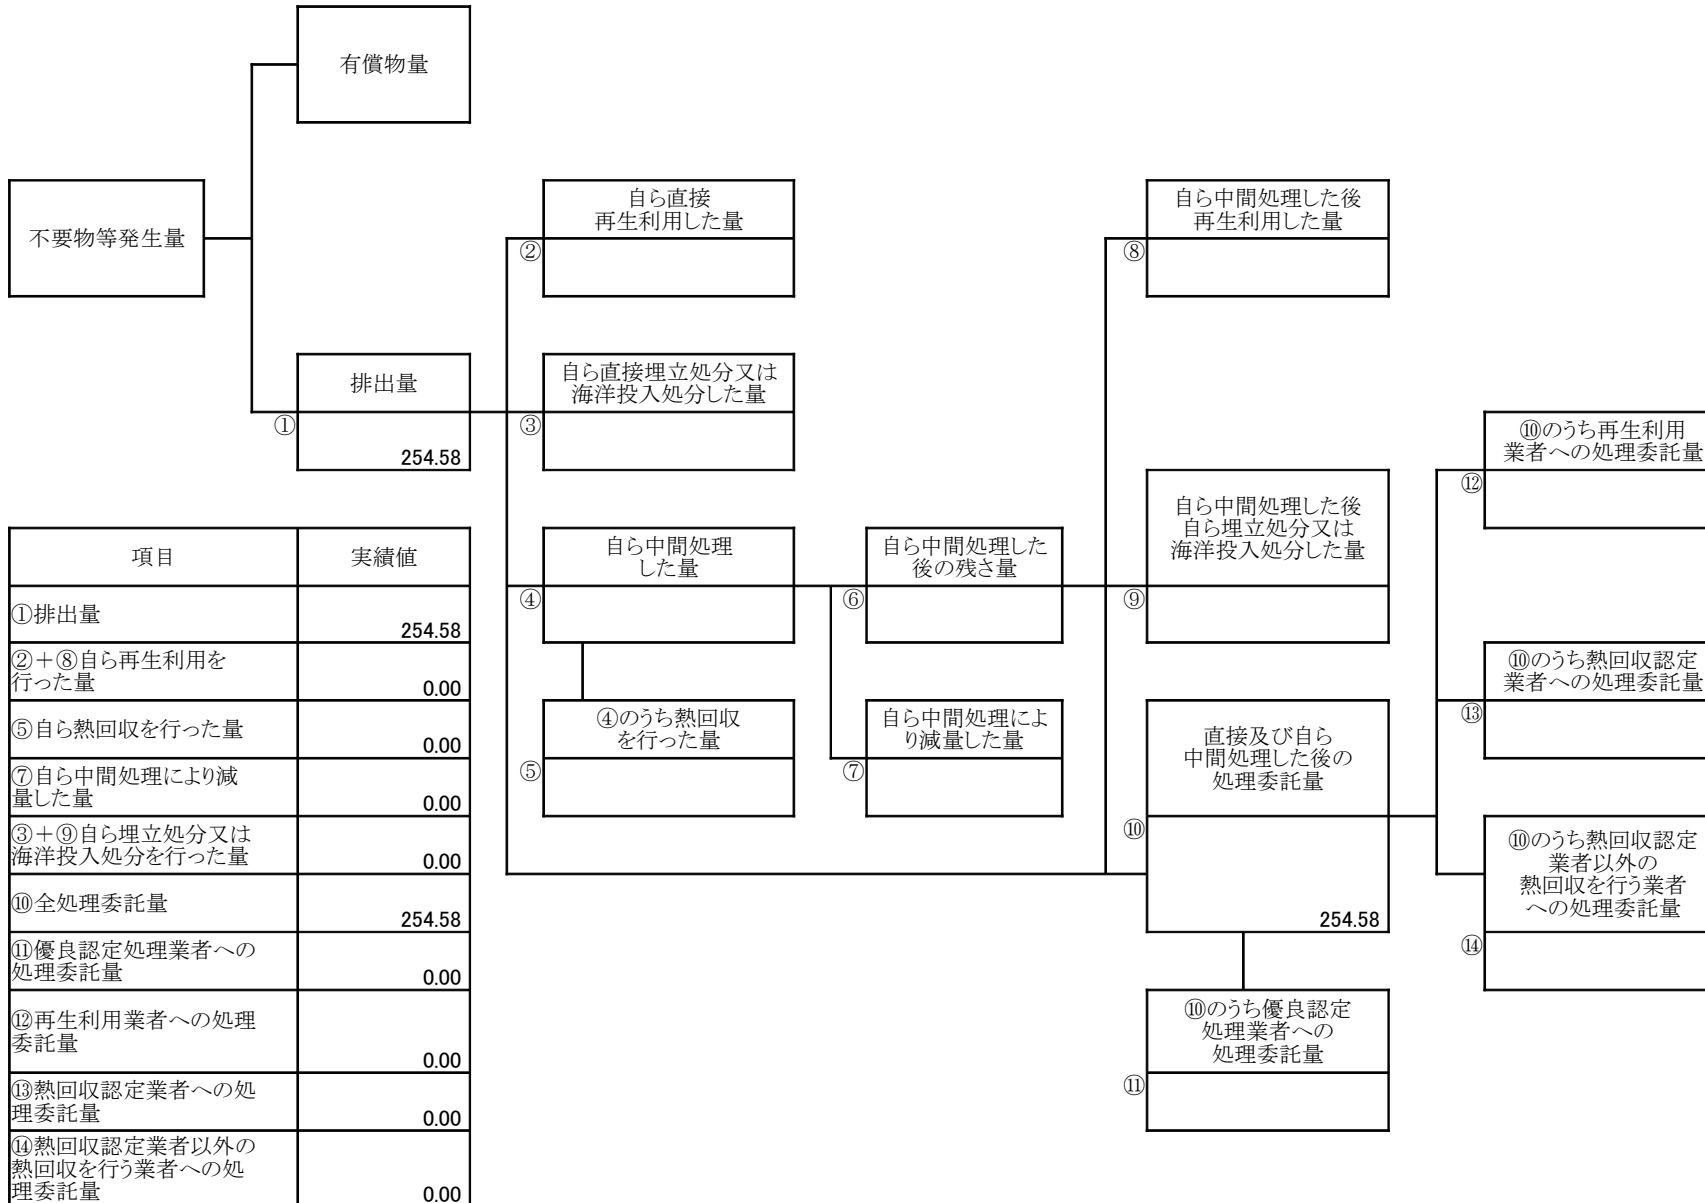 有償物量
不要物等発生量
自ら直接
再生利用した量
②
自ら中間処理した後
再生利用した量
⑧
排出量
①
254.58
自ら直接埋立処分又は
海洋投入処分した量
③
⑩のうち再生利用
業者への処理委託量
⑫
自ら中間処理した後
自ら埋立処分又は
海洋投入処分した量
⑨
自ら中間処理
した量
④
自ら中間処理した
後の残さ量
⑥
⑩のうち熱回収認定
業者への処理委託量
⑬
④のうち熱回収
を行った量
⑤
自ら中間処理によ
り減量した量
⑦
直接及び自ら
中間処理した後の
処理委託量
⑩
254.58
⑩のうち熱回収認定
業者以外の
熱回収を行う業者
への処理委託量
⑭
⑩のうち優良認定
処理業者への
処理委託量
⑪
項目 実績値
①排出量
254.58
②＋⑧自ら再生利用を
行った量 0.00
⑤自ら熱回収を行った量
0.00
⑦自ら中間処理により減
量した量 0.00
③＋⑨自ら埋立処分又は
海洋投入処分を行った量 0.00
⑩全処理委託量
254.58
⑪優良認定処理業者への
処理委託量 0.00
⑫再生利用業者への処理
委託量 0.00
⑬熱回収認定業者への処
理委託量 0.00
⑭熱回収認定業者以外の
熱回収を行う業者への処
理委託量 0.00